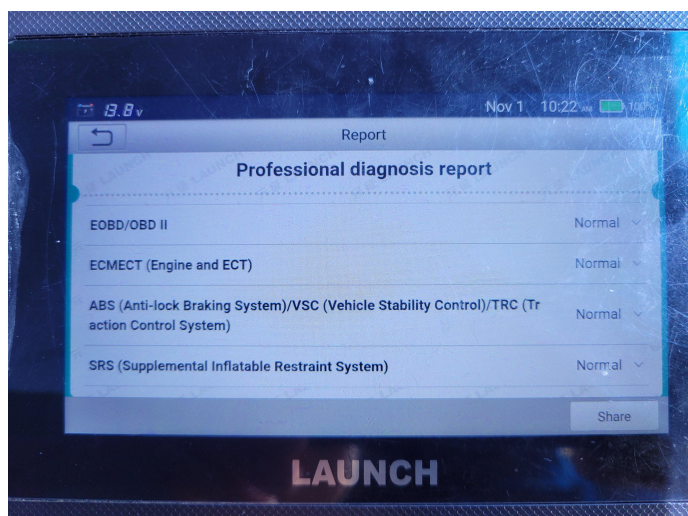 13.8v
Nov 1 10:22 AM 100%
Report
Professional diagnosis report
EOBD/OBD II
Normal
ECMECT (Engine and ECT)
Normal
ABS (Anti-lock Braking System)/VSC (Vehicle Stability Control)/TRC (Tr
action Control System)
Normal
SRS (Supplemental Inflatable Restraint System)
Normal
Share
LAUNCH